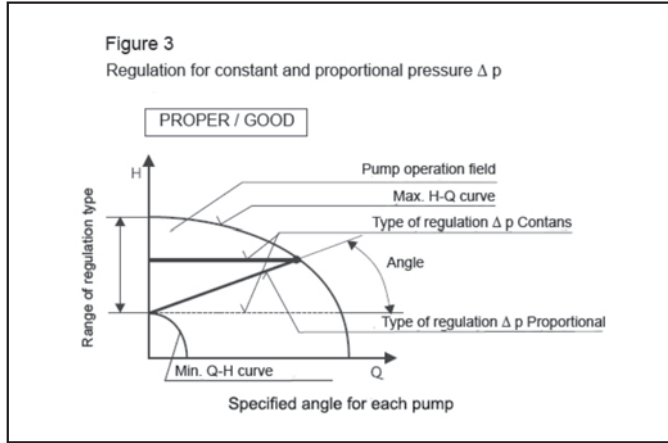 Figure 3
Regulation for constant and proportional pressure Δ p
PROPER / GOOD
H
Pump operation field
Max. H-Q curve
Type of regulation Δ p Contans
Angle
Range of regulation type
Type of regulation Δ p Proportional
Min. Q-H curve
Q
Specified angle for each pump